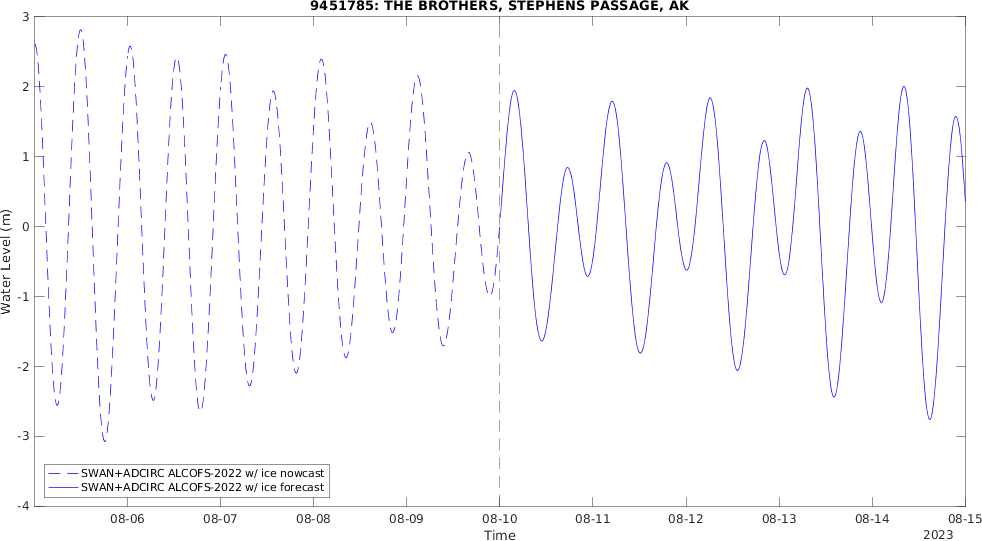 9451785: THE BROTHERS, STEPHENS PASSAGE, AK
3
2
1
0
-1
-2
-3
-4
Water Level (m)
SWAN+ADCIRC ALCOFS-2022 w/ ice nowcast
SWAN+ADCIRC ALCOFS-2022 w/ ice forecast
08-06 08-07 08-08 08-09 08-10 08-11 08-12 08-13 08-14 08-15
Time
2023